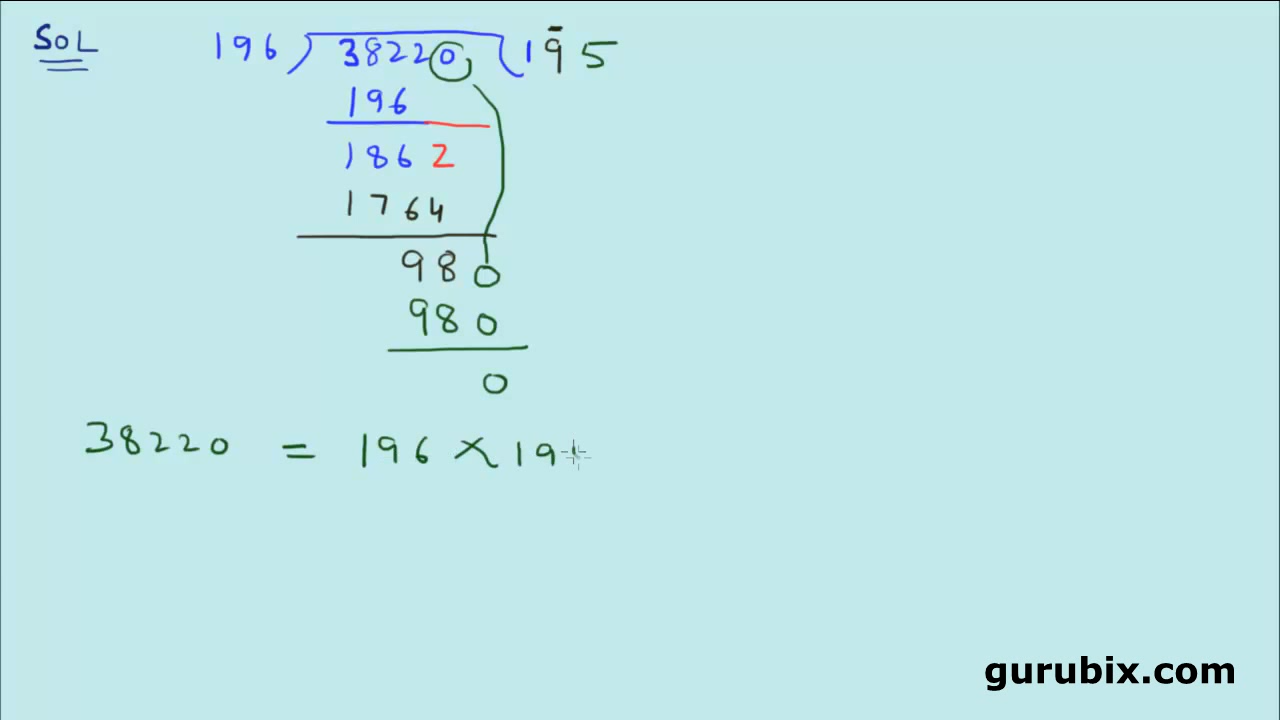 SOL 196 ) 38220 ( 195
196
1862
1764
980
980
0
38220 = 196 × 19
gurubix.com